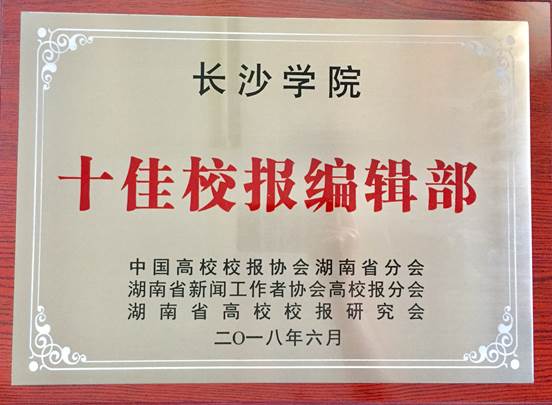 长沙学院
十佳校报编辑部
中国高校校报协会湖南省分会
湖南省新闻工作者协会高校报分会
湖南省高校校报研究会
二〇一八年六月